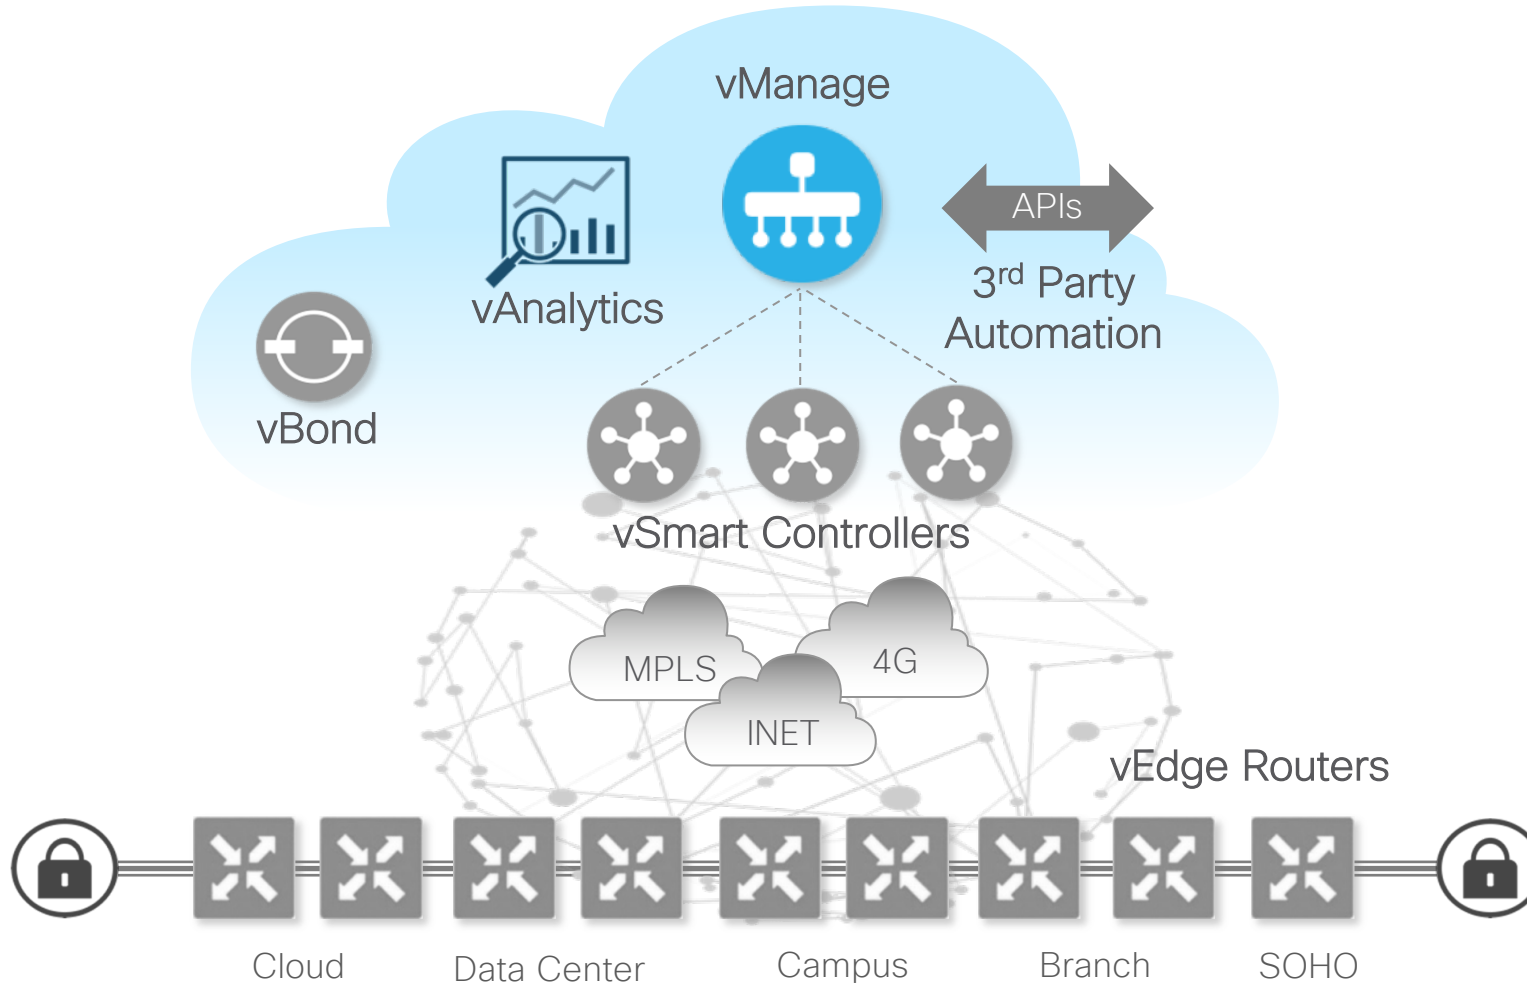 vManage
APIs
3rd Party
Automation
vAnalytics
vBond
vSmart Controllers
MPLS
4G
INET
vEdge Routers
Cloud
Data Center
Campus
Branch
SOHO